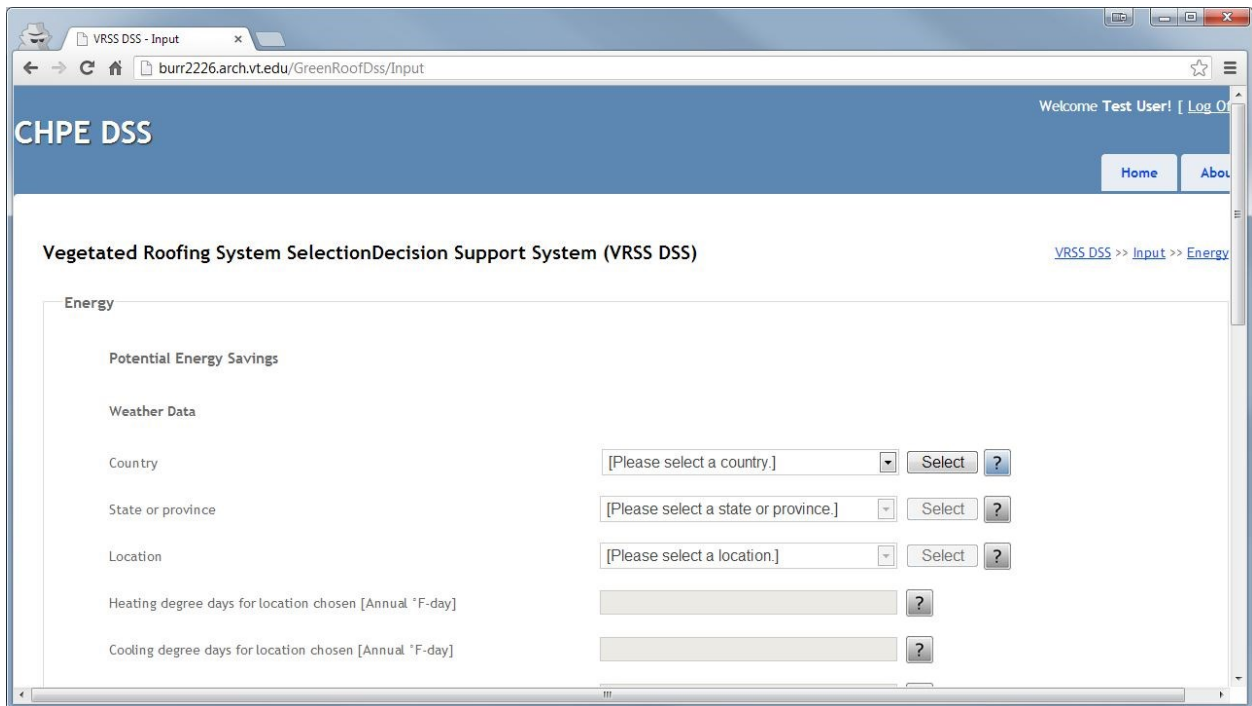 VRSS DSS - Input
burr2226.arch.vt.edu/GreenRoofDss/Input
Welcome Test User! [ Log Of
CHPE DSS
Home Abou
Vegetated Roofing System SelectionDecision Support System (VRSS DSS)
VRSS DSS >> Input >> Energy
Energy
Potential Energy Savings
Weather Data
Country [Please select a country.] Select ?
State or province [Please select a state or province.] Select ?
Location [Please select a location.] Select ?
Heating degree days for location chosen [Annual °F-day] ?
Cooling degree days for location chosen [Annual °F-day] ?